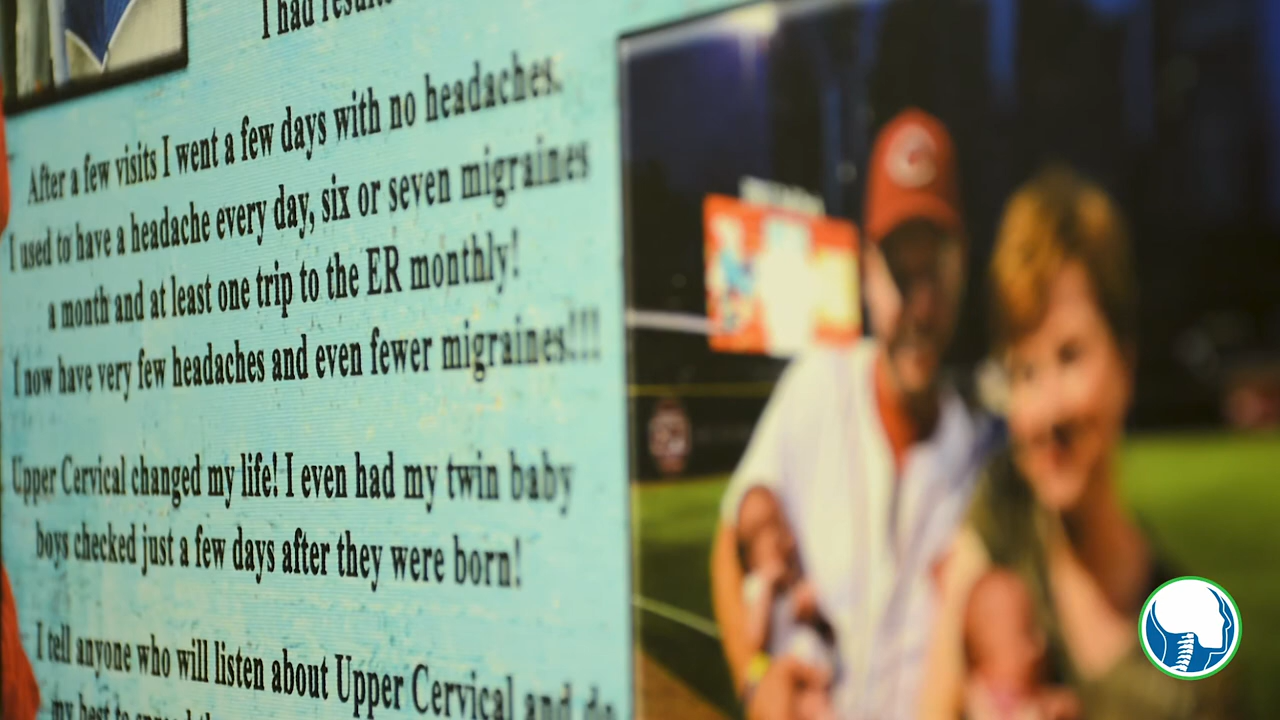 I had results
After a few visits I went a few days with no headaches.
I used to have a headache every day, six or seven migraines
a month and at least one trip to the ER monthly!
I now have very few headaches and even fewer migraines!!!
Upper Cervical changed my life! I even had my twin baby
boys checked just a few days after they were born!
I tell anyone who will listen about Upper Cervical and do
my best to